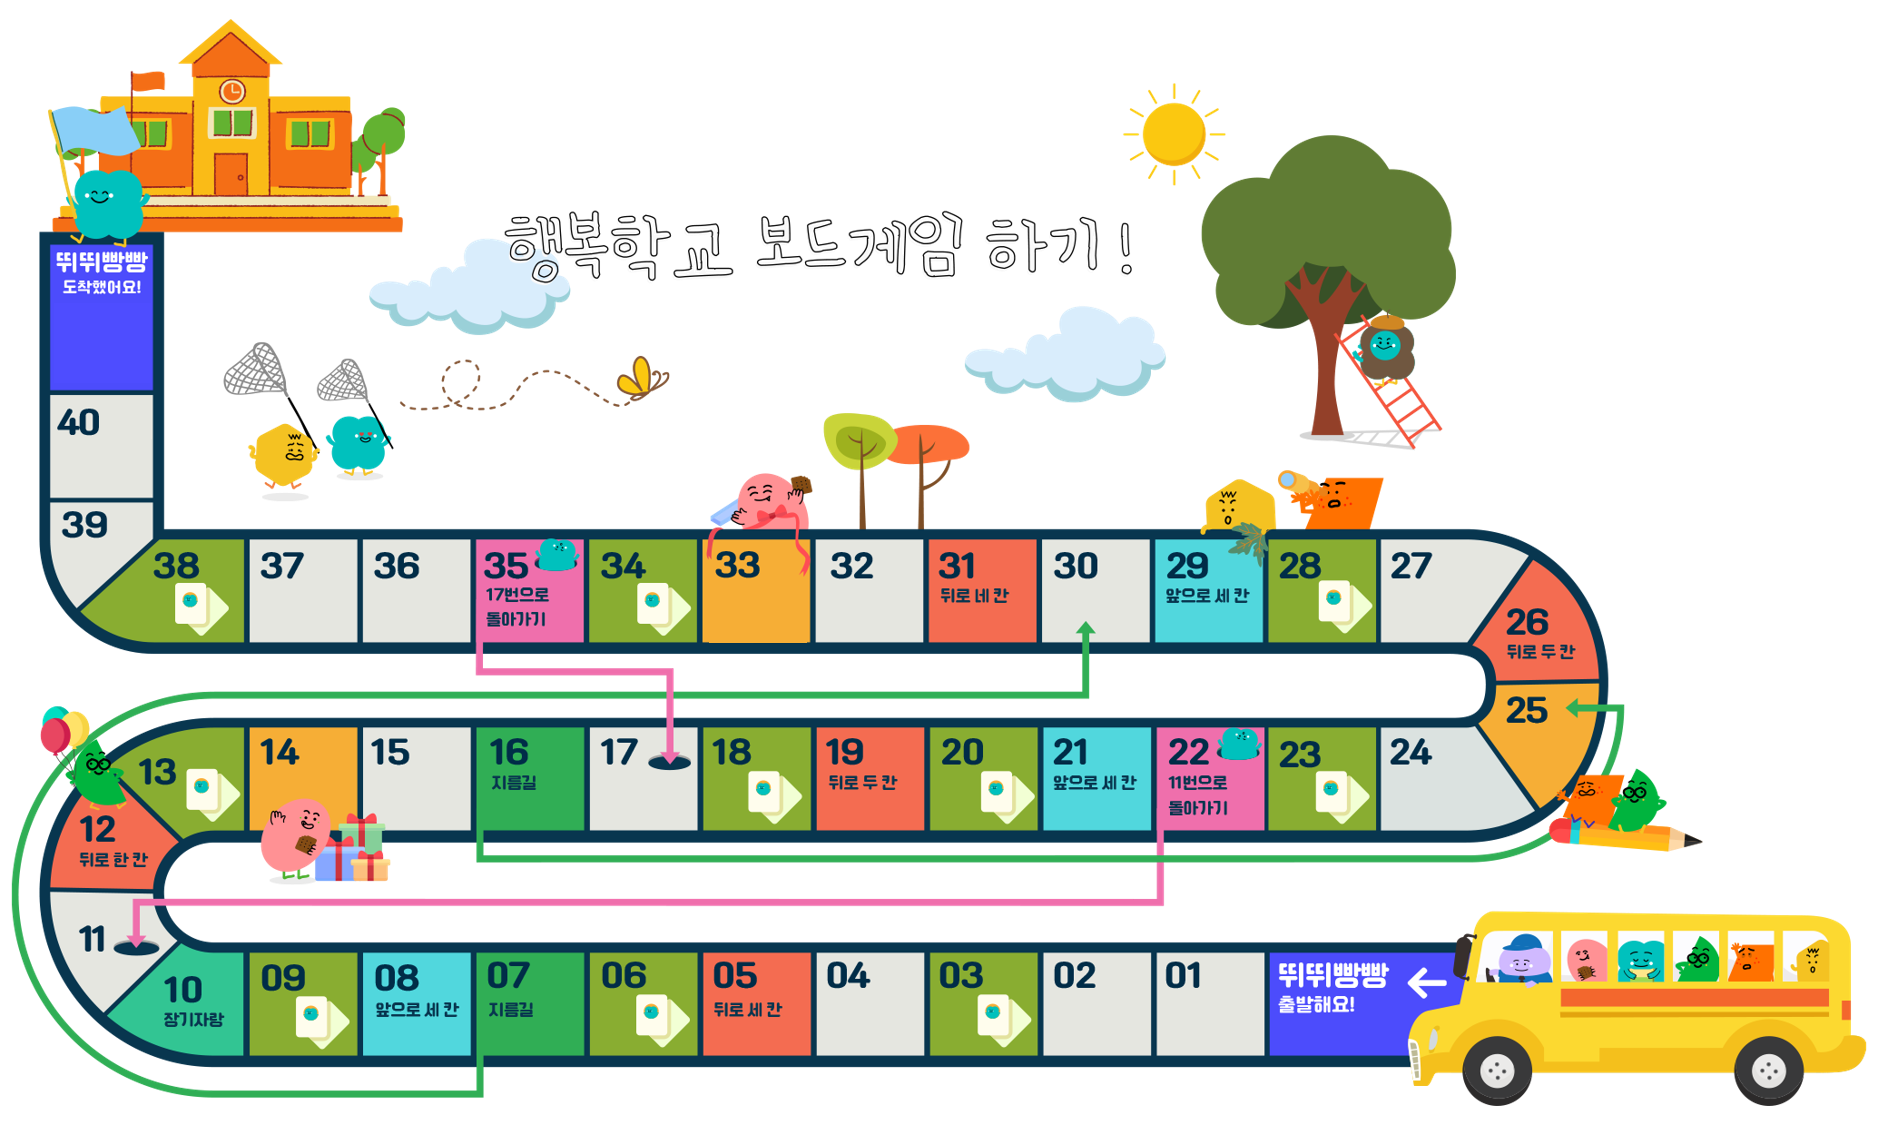 행복학교 보드게임 하기!
뛰뛰빵빵
도착했어요!
40
39
38
37
36
35
17번으로
돌아가기
34
33
32
31
뒤로 네 칸
30
29
앞으로 세 칸
28
27
26
뒤로 두 칸
25
13
14
15
16
지름길
17
18
19
뒤로 두 칸
20
21
앞으로 세 칸
22
11번으로
돌아가기
23
24
12
뒤로 한 칸
11
10
장기자랑
09
08
앞으로 세 칸
07
지름길
06
05
뒤로 세 칸
04
03
02
01
뛰뛰빵빵
출발해요!